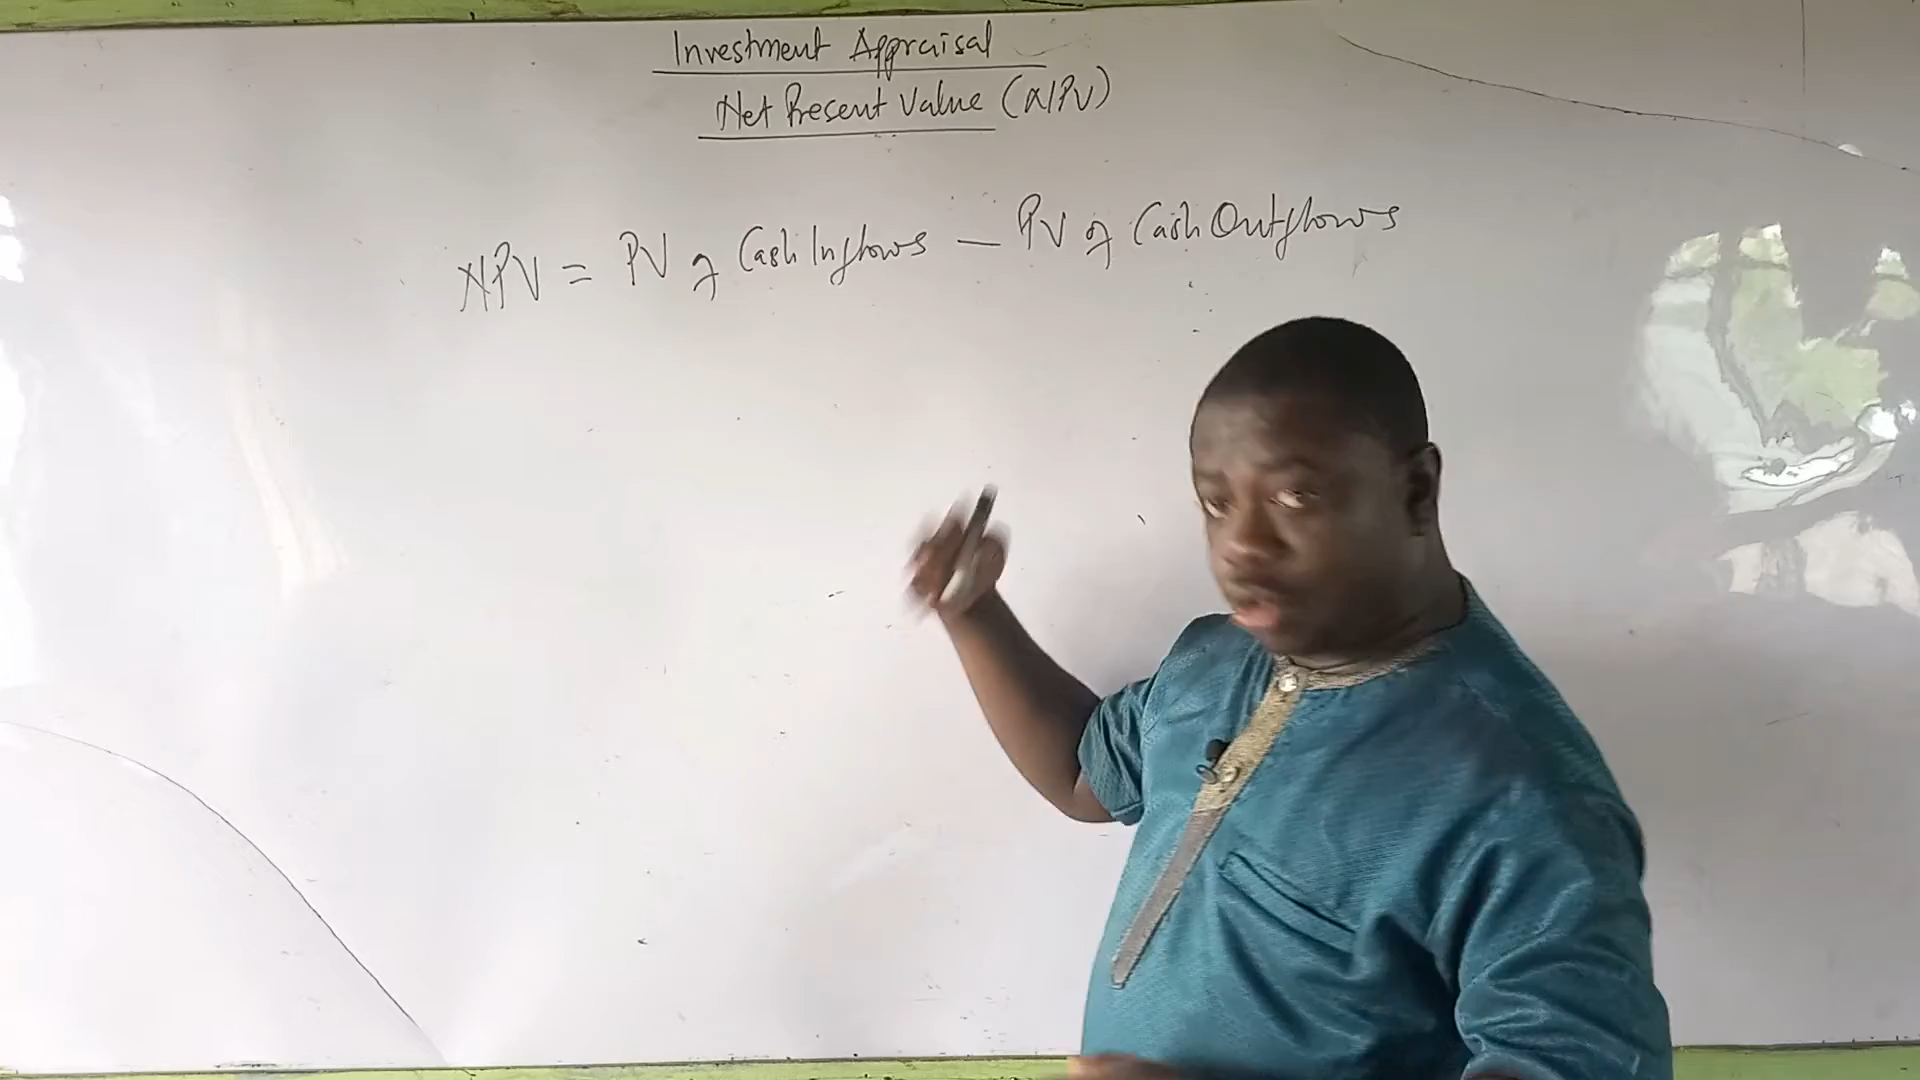 Investment Appraisal
Net Present Value (NPV)
NPV = PV of Cash Inflows — PV of Cash Outflows